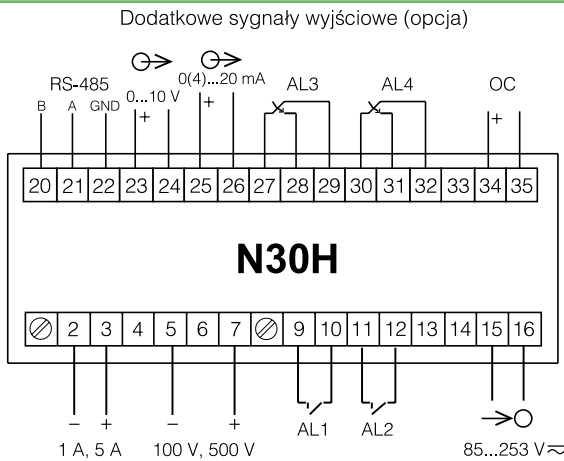 Dodatkowe sygnały wyjściowe (opcja)
RS-485
B A GND
0...10 V
+
0(4)...20 mA
+
AL3
AL4
OC
+
20 21 22 23 24 25 26 27 28 29 30 31 32 33 34 35
N30H
2 3 4 5 6 7 9 10 11 12 13 14 15 16
– +
1 A, 5 A
– +
100 V, 500 V
AL1
AL2
85...253 V